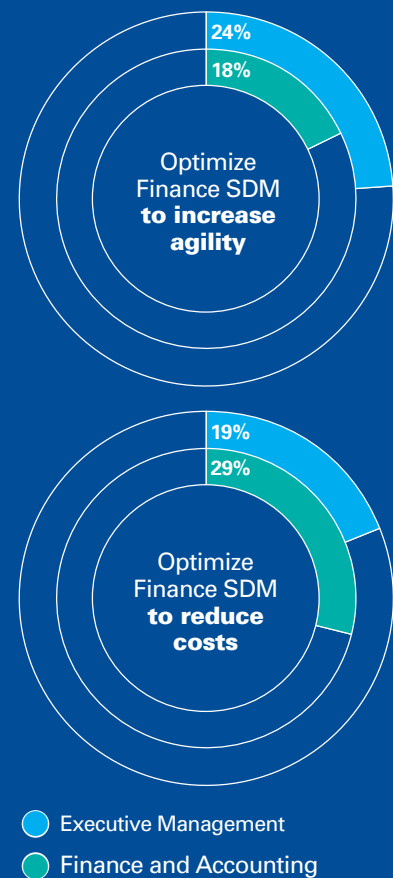 24%
18%
Optimize
Finance SDM
to increase
agility
19%
29%
Optimize
Finance SDM
to reduce
costs
Executive Management
Finance and Accounting